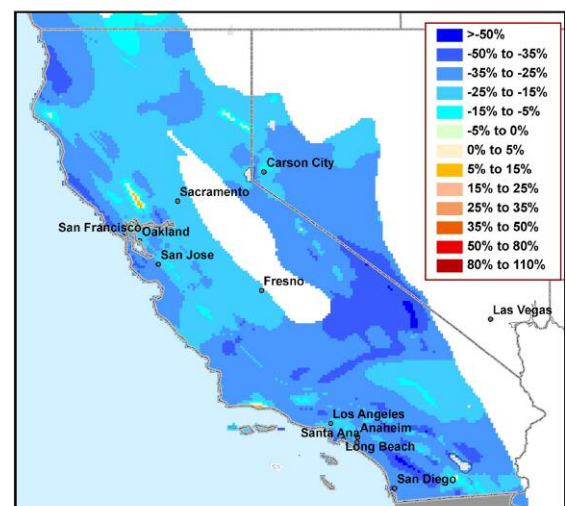 >-50%
-50% to -35%
-35% to -25%
-25% to -15%
-15% to -5%
-5% to 0%
0% to 5%
5% to 15%
15% to 25%
25% to 35%
35% to 50%
50% to 80%
80% to 110%
Carson City
Sacramento
San Francisco
Oakland
San Jose
Fresno
Las Vegas
Los Angeles
Santa Ana
Anaheim
Long Beach
San Diego